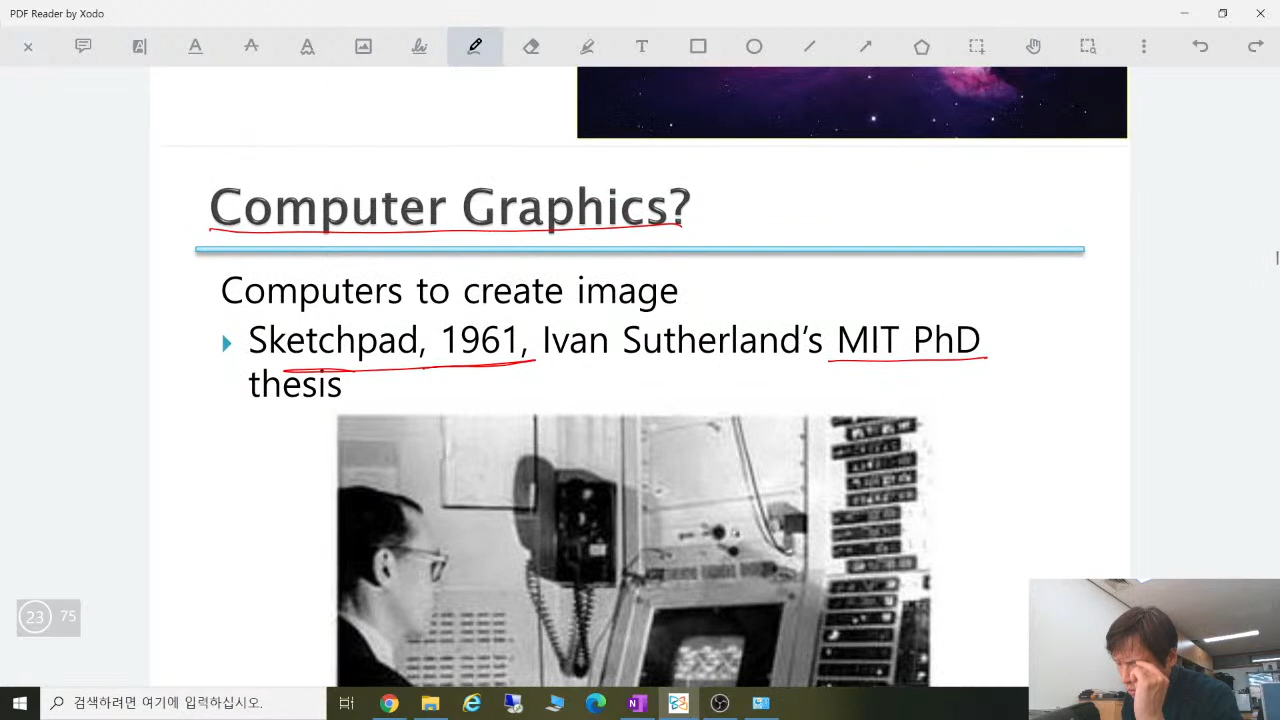 PDF Reader by Xodo
Computer Graphics?
Computers to create image
Sketchpad, 1961, Ivan Sutherland's MIT PhD
thesis
23 75
검색하려면 여기에 입력하십시오.